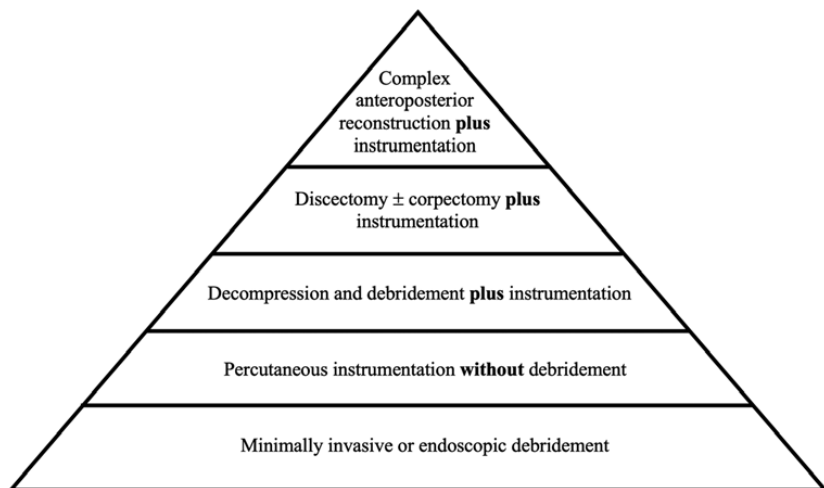 Complex
anteroposterior
reconstruction plus
instrumentation
Discectomy ± corpectomy plus
instrumentation
Decompression and debridement plus instrumentation
Percutaneous instrumentation without debridement
Minimally invasive or endoscopic debridement